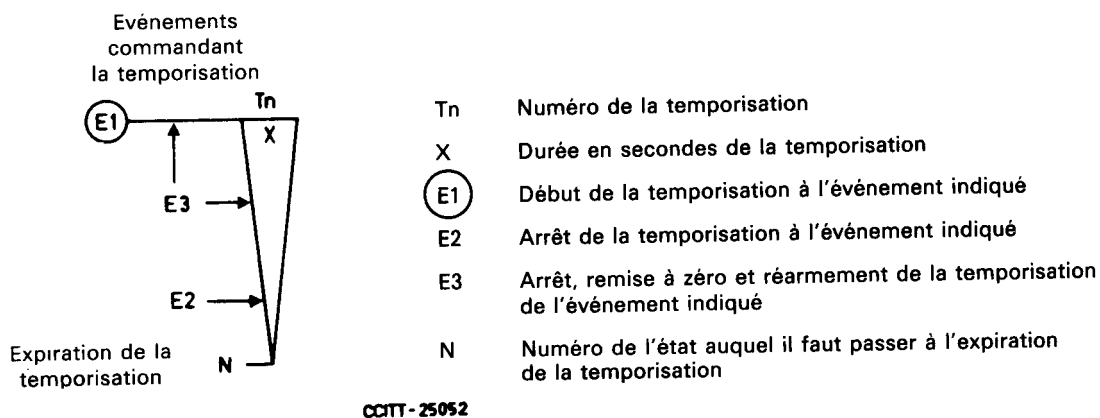 Evénements
commandant
la temporisation
Tn
E1
X
E3
E2
Expiration de la
temporisation
N
Tn Numéro de la temporisation
X Durée en secondes de la temporisation
E1 Début de la temporisation à l'événement indiqué
E2 Arrêt de la temporisation à l'événement indiqué
E3 Arrêt, remise à zéro et réarmement de la temporisation
de l'événement indiqué
N Numéro de l'état auquel il faut passer à l'expiration
de la temporisation
CCITT-25052